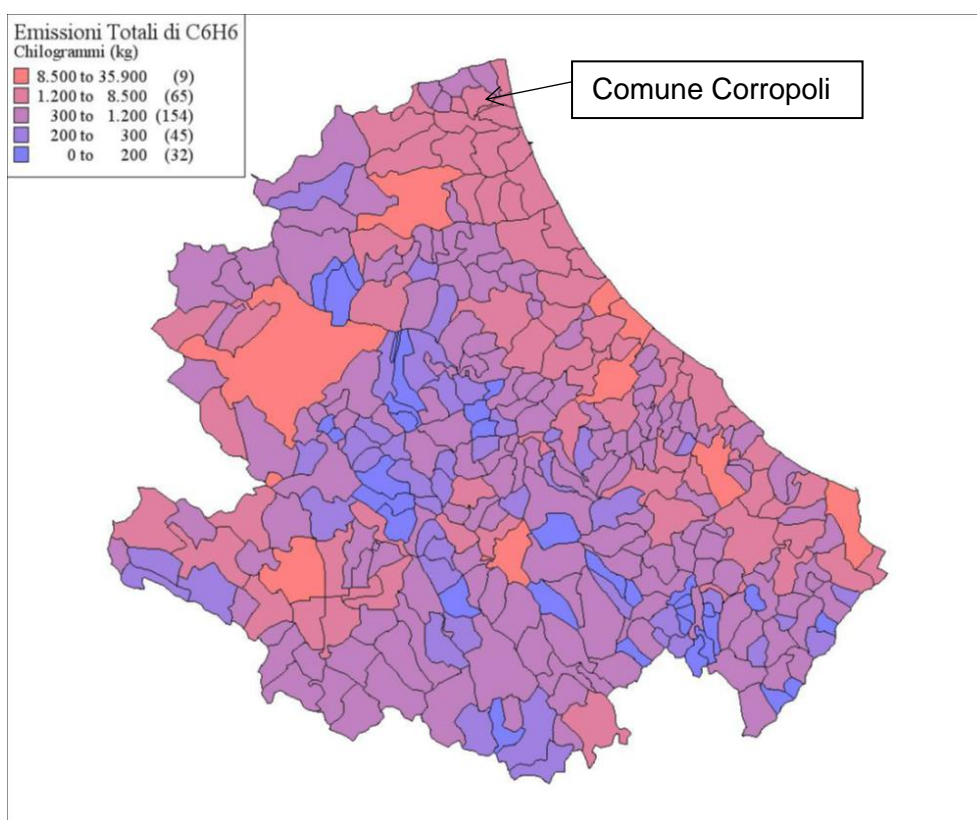 Emissioni Totali di C6H6
Chilogrammi (kg)
8.500 to 35.900 (9)
1.200 to 8.500 (65)
300 to 1.200 (154)
200 to 300 (45)
0 to 200 (32)
Comune Corropoli